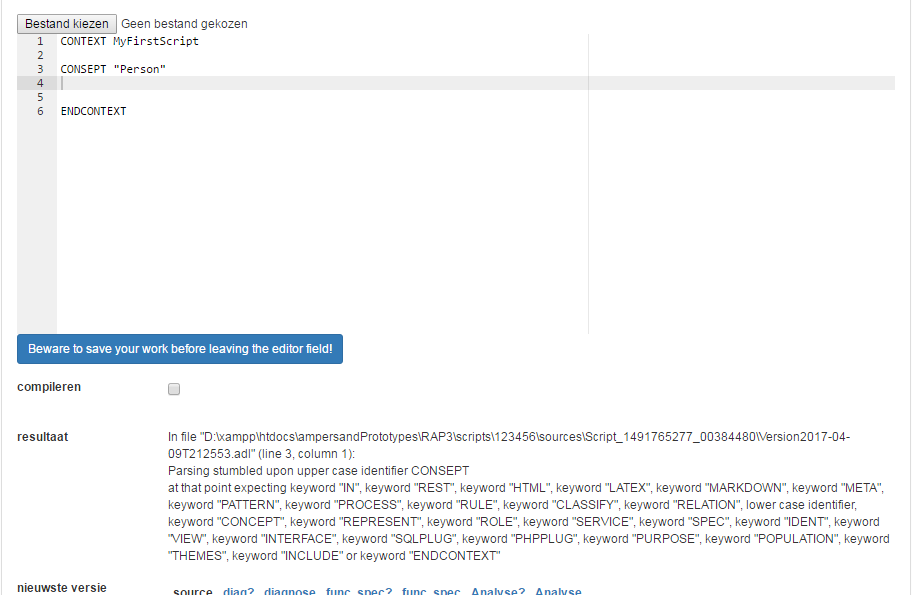 Bestand kiezen Geen bestand gekozen
1 CONTEXT MyFirstScript
2
3 CONSEPT "Person"
4
5
6 ENDCONTEXT
Beware to save your work before leaving the editor field!
compileren
resultaat In file "D:\xampp\htdocs\ampersandPrototypes\RAP3\scripts\123456\sources\Script_1491765277_00384480\Version2017-04-
09T212553.adl" (line 3, column 1):
Parsing stumbled upon upper case identifier CONSEPT
at that point expecting keyword "IN", keyword "REST", keyword "HTML", keyword "LATEX", keyword "MARKDOWN", keyword "META",
keyword "PATTERN", keyword "PROCESS", keyword "RULE", keyword "CLASSIFY", keyword "RELATION", lower case identifier,
keyword "CONCEPT", keyword "REPRESENT", keyword "ROLE", keyword "SERVICE", keyword "SPEC", keyword "IDENT", keyword
"VIEW", keyword "INTERFACE", keyword "SQLPLUG", keyword "PHPPLUG", keyword "PURPOSE", keyword "POPULATION", keyword
"THEMES", keyword "INCLUDE" or keyword "ENDCONTEXT"
nieuwste versie source diag? diagnose func_spec? func_spec Analyse? Analyse